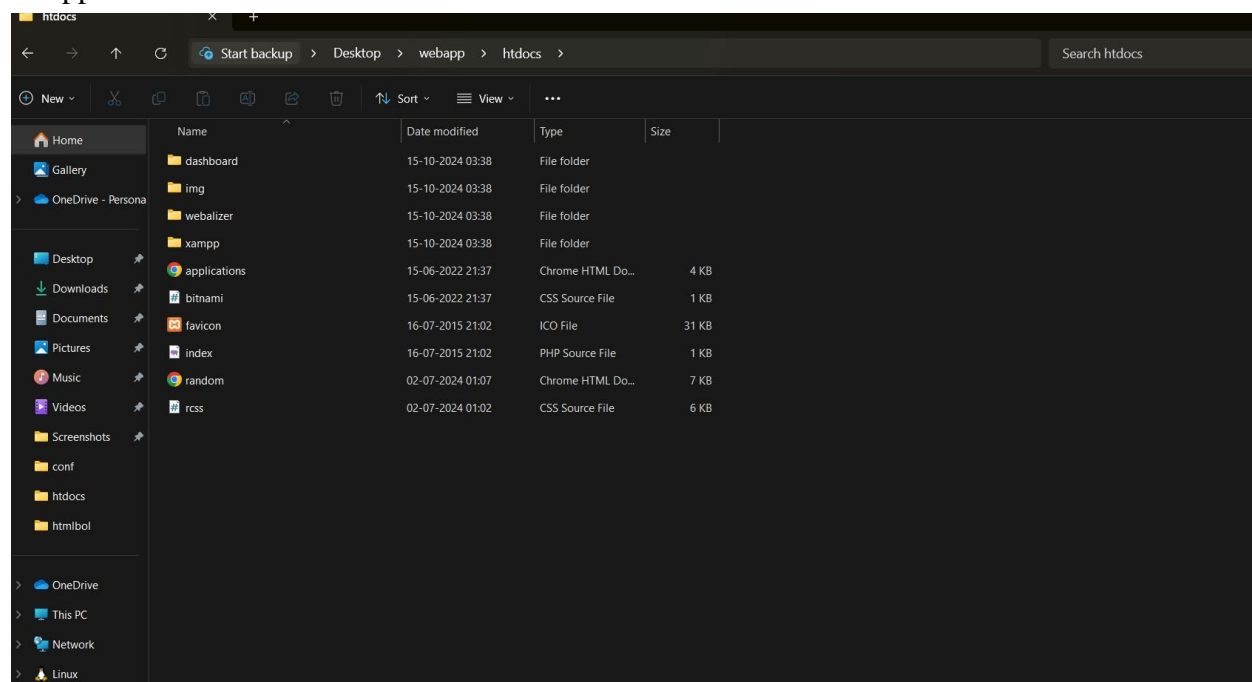 htdocs
Start backup > Desktop > webapp > htdocs >
Search htdocs
New
Sort
View
Name Date modified Type Size
Home
Gallery
OneDrive - Persona
Desktop
Downloads
Documents
Pictures
Music
Videos
Screenshots
conf
htdocs
htmlbol
OneDrive
This PC
Network
Linux
dashboard 15-10-2024 03:38 File folder
img 15-10-2024 03:38 File folder
webalizer 15-10-2024 03:38 File folder
xampp 15-10-2024 03:38 File folder
applications 15-06-2022 21:37 Chrome HTML Do... 4 KB
bitnami 15-06-2022 21:37 CSS Source File 1 KB
favicon 16-07-2015 21:02 ICO File 31 KB
index 16-07-2015 21:02 PHP Source File 1 KB
random 02-07-2024 01:07 Chrome HTML Do... 7 KB
rcss 02-07-2024 01:02 CSS Source File 6 KB